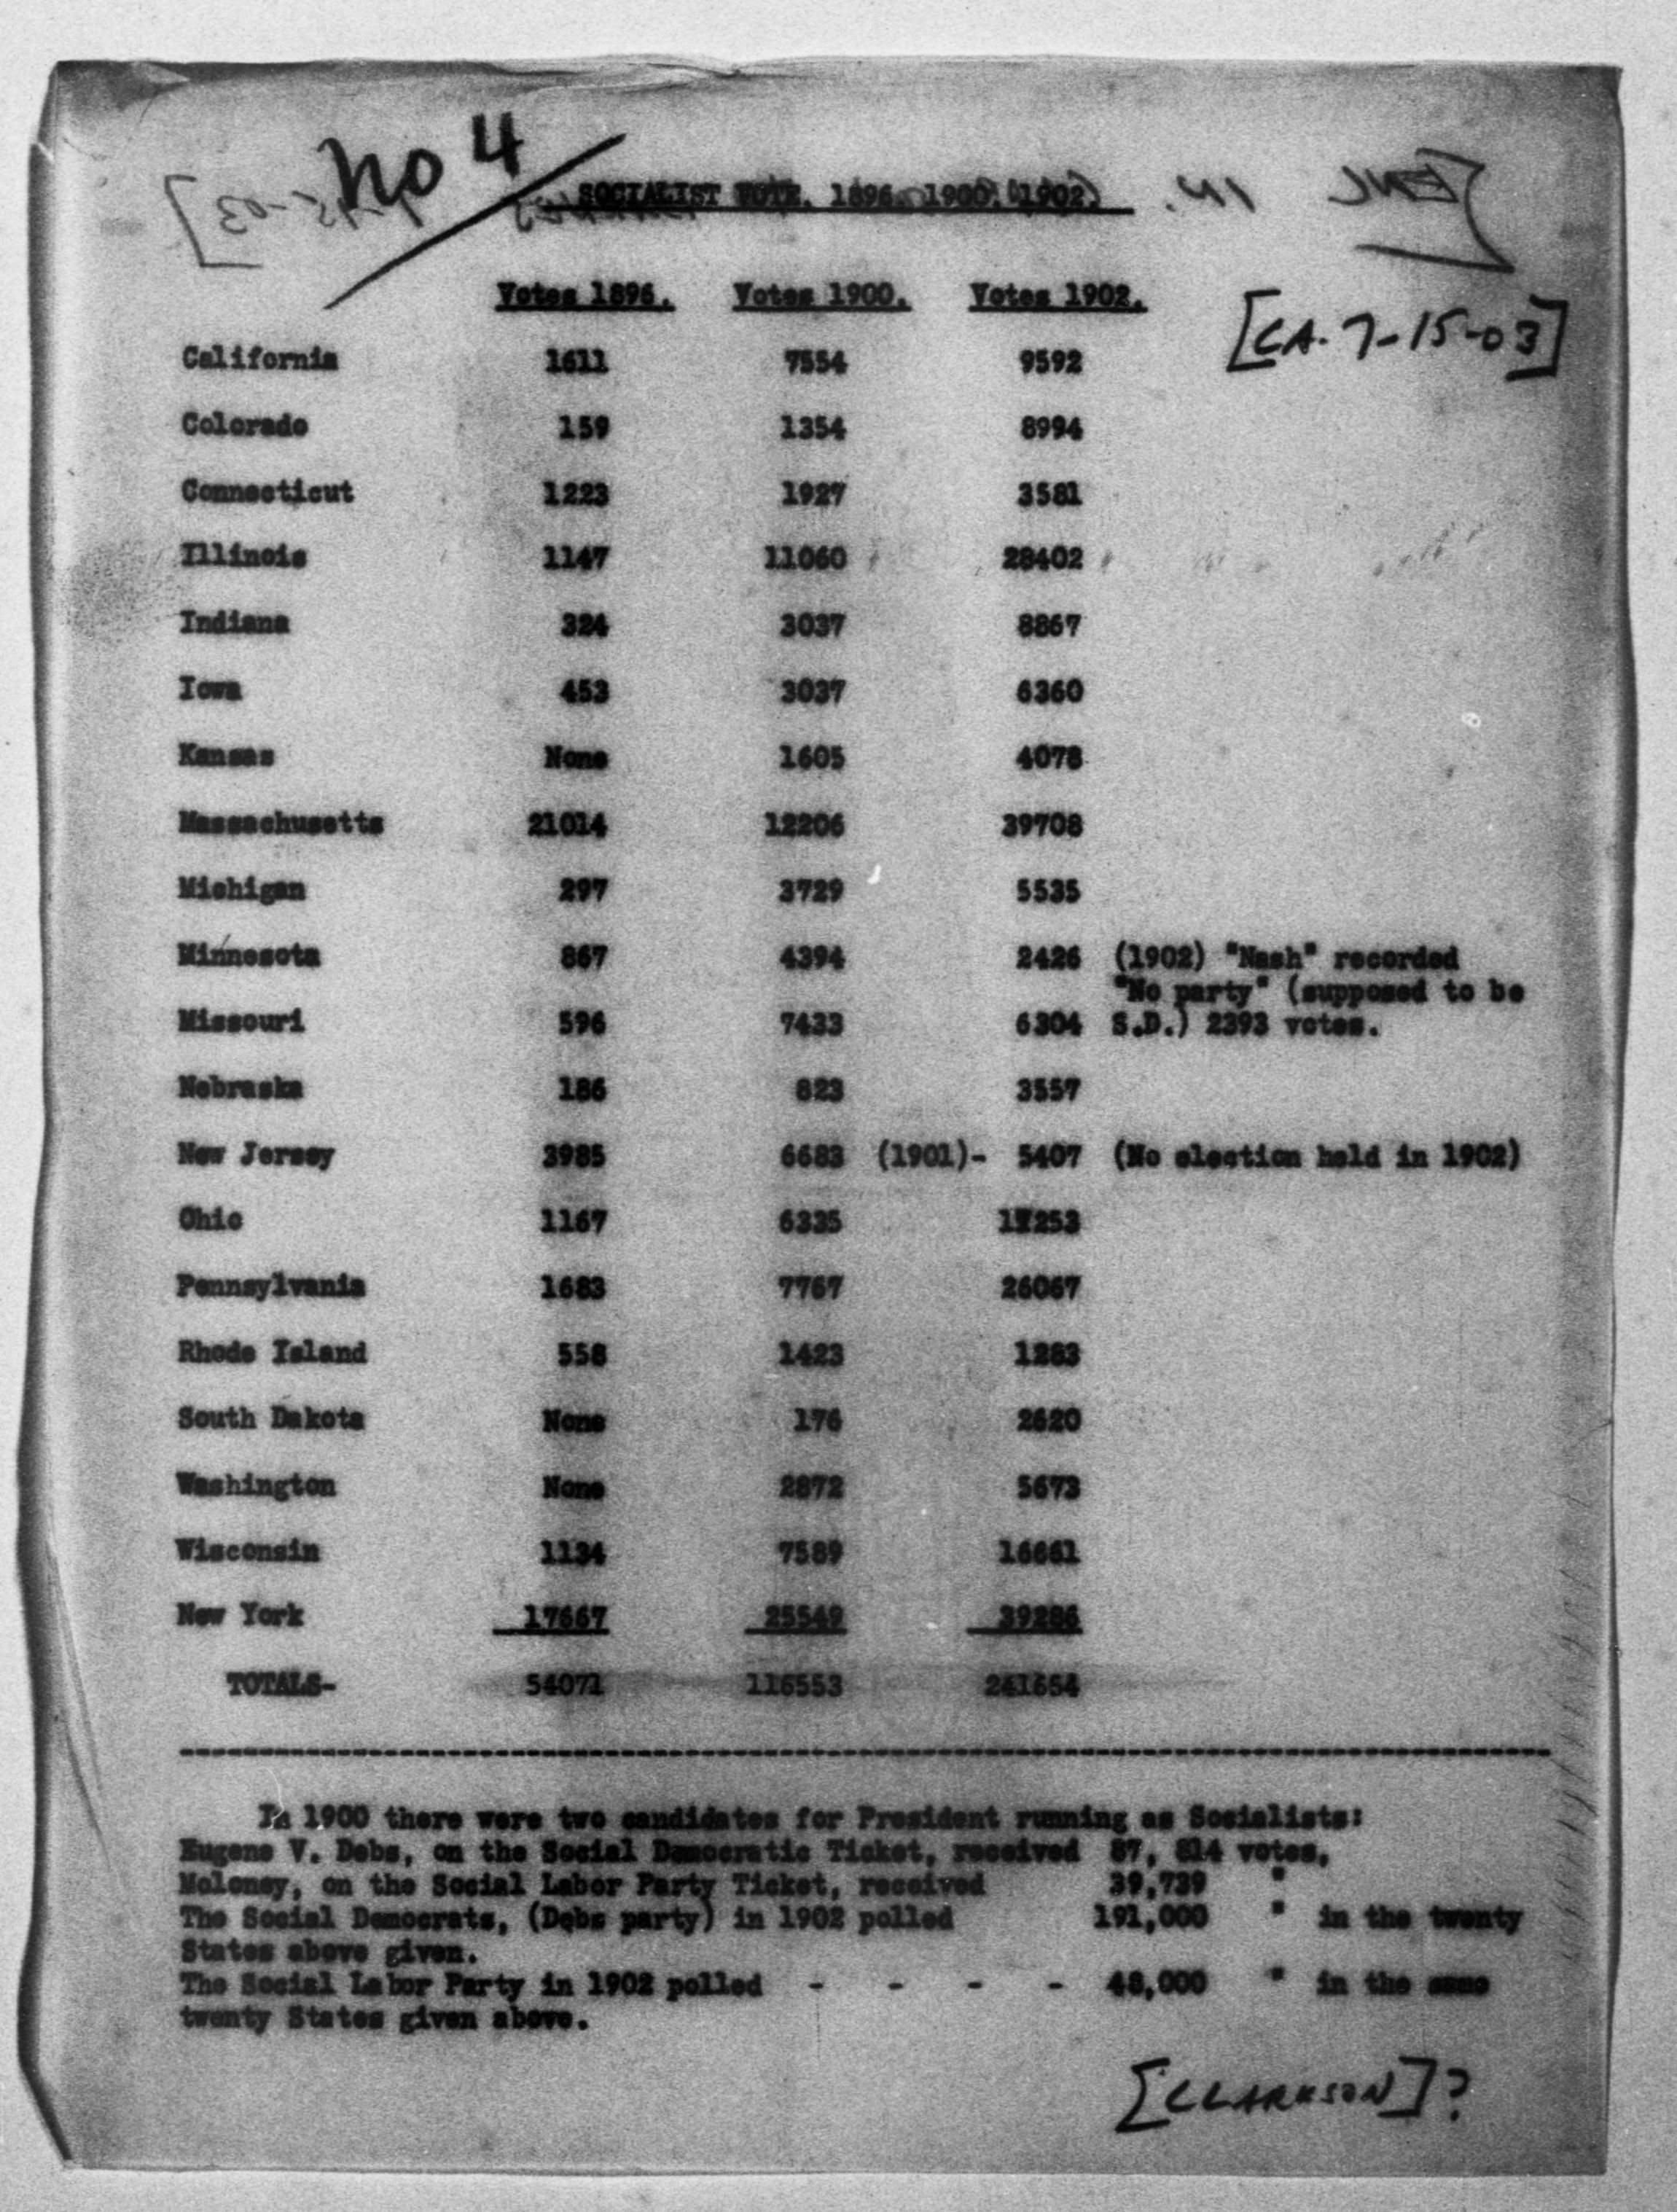 no 4
SOCIALIST VOTE, 1896, 1900, (1902)
Votes 1896. Votes 1900. Votes 1902.
[CA. 7-15-03]
California 1611 7554 9592
Colorado 159 1354 8994
Connecticut 1223 1927 3581
Illinois 1147 11060 28402
Indiana 324 3037 8867
Iowa 453 3037 6360
Kansas None 1605 4078
Massachusetts 21014 12206 39708
Michigan 297 3729 5535
Minnesota 867 4394 2426 (1902) "Nash" recorded
"No party" (supposed to be
Missouri 596 7433 6304 S.D.) 2393 votes.
Nebraska 186 823 3557
New Jersey 3985 6683 (1901)- 5407 (No election held in 1902)
Ohio 1167 6335
Pennsylvania 1683 7767 26067
Rhode Island 558 1423 1283
South Dakota None 176 2620
Washington None 2872 5673
Wisconsin 1134 7589 16661
New York 17667 25549 39286
TOTALS- 54071 116553 241654
In 1900 there were two candidates for President running as Socialists:
Eugene V. Debs, on the Social Democratic Ticket, received 87, 814 votes,
Moloney, on the Social Labor Party Ticket, received 39,739 "
The Social Democrats, (Debs party) in 1902 polled 191,000 " in the twenty
States above given.
The Social Labor Party in 1902 polled - - - - 48,000 " in the same
twenty States given above.
[CLARKSON]?